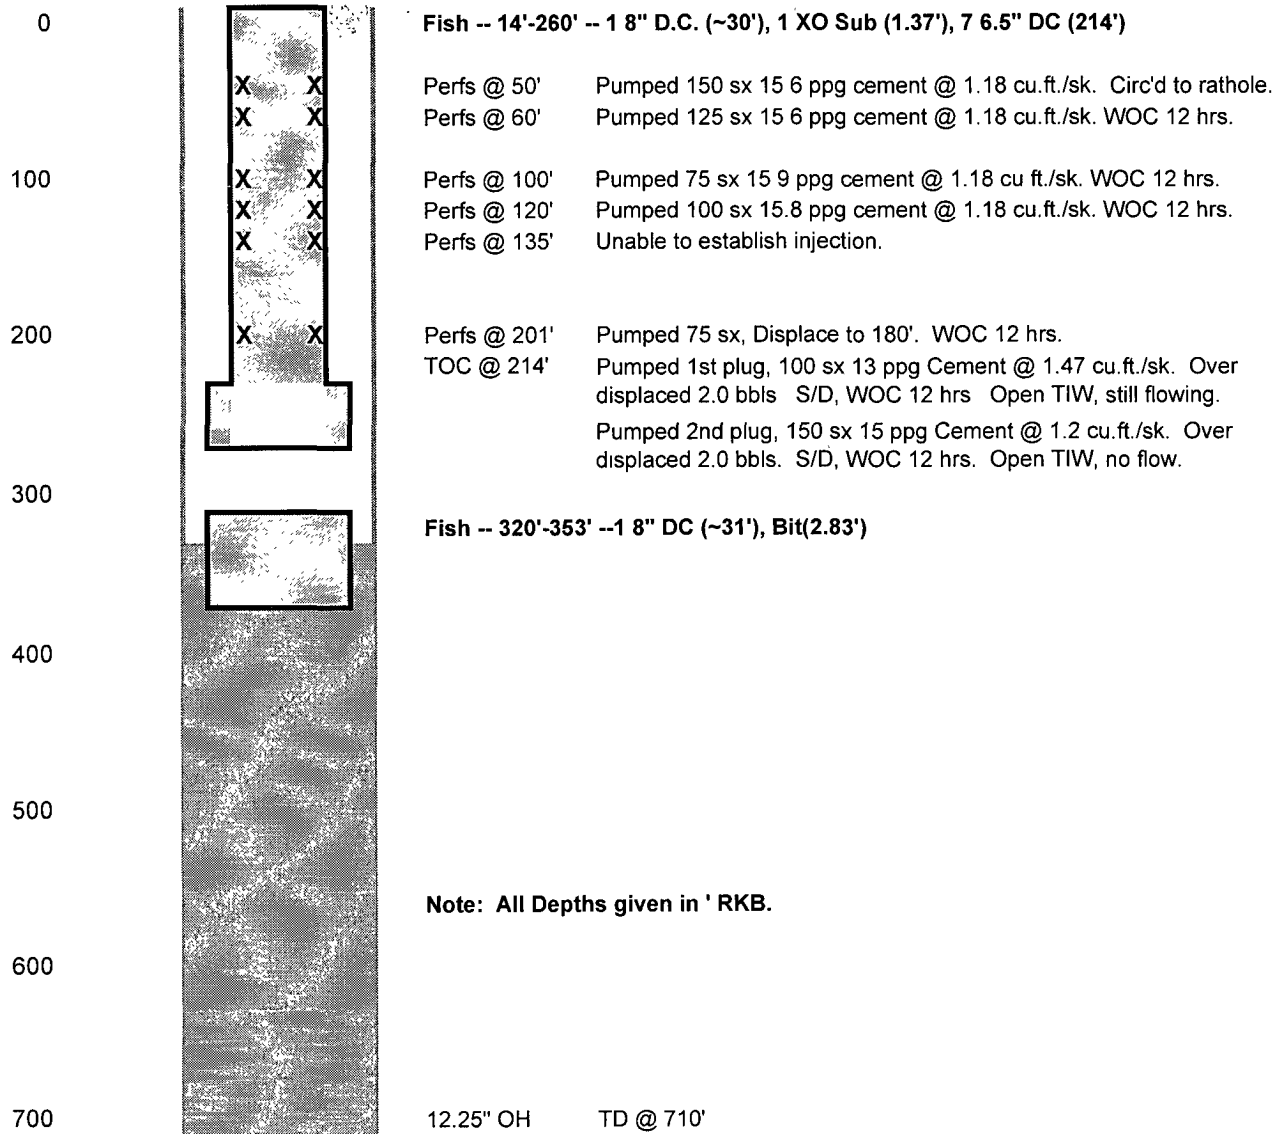 0 Fish -- 14'-260' -- 1 8" D.C. (~30'), 1 XO Sub (1.37'), 7 6.5" DC (214')
X X Perfs @ 50' Pumped 150 sx 15 6 ppg cement @ 1.18 cu.ft./sk. Circ'd to rathole.
X X Perfs @ 60' Pumped 125 sx 15 6 ppg cement @ 1.18 cu.ft./sk. WOC 12 hrs.
100 X X Perfs @ 100' Pumped 75 sx 15 9 ppg cement @ 1.18 cu ft./sk. WOC 12 hrs.
X X Perfs @ 120' Pumped 100 sx 15.8 ppg cement @ 1.18 cu.ft./sk. WOC 12 hrs.
X X Perfs @ 135' Unable to establish injection.
200 X X Perfs @ 201' Pumped 75 sx, Displace to 180'. WOC 12 hrs.
TOC @ 214' Pumped 1st plug, 100 sx 13 ppg Cement @ 1.47 cu.ft./sk. Over
displaced 2.0 bbls S/D, WOC 12 hrs Open TIW, still flowing.
Pumped 2nd plug, 150 sx 15 ppg Cement @ 1.2 cu.ft./sk. Over
displaced 2.0 bbls. S/D, WOC 12 hrs. Open TIW, no flow.
300
Fish -- 320'-353' --1 8" DC (~31'), Bit(2.83')
400
500
Note: All Depths given in ' RKB.
600
700 12.25" OH TD @ 710'